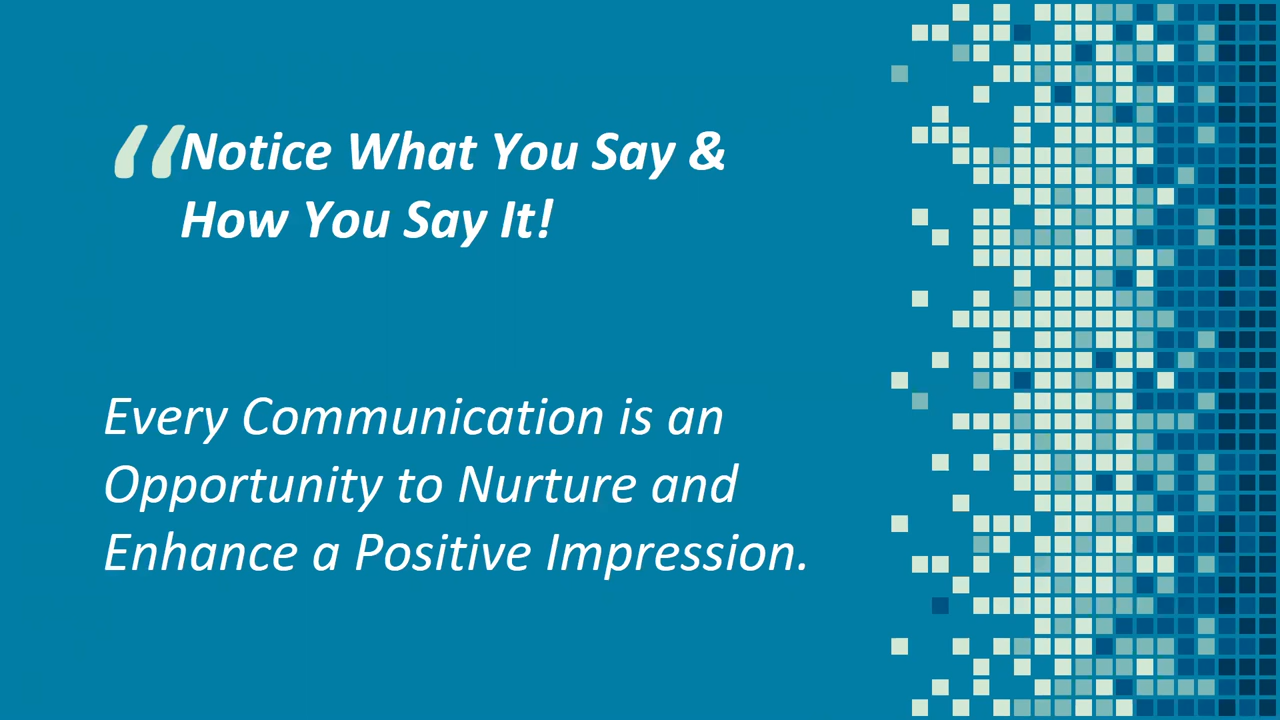 “Notice What You Say &
How You Say It!
Every Communication is an
Opportunity to Nurture and
Enhance a Positive Impression.